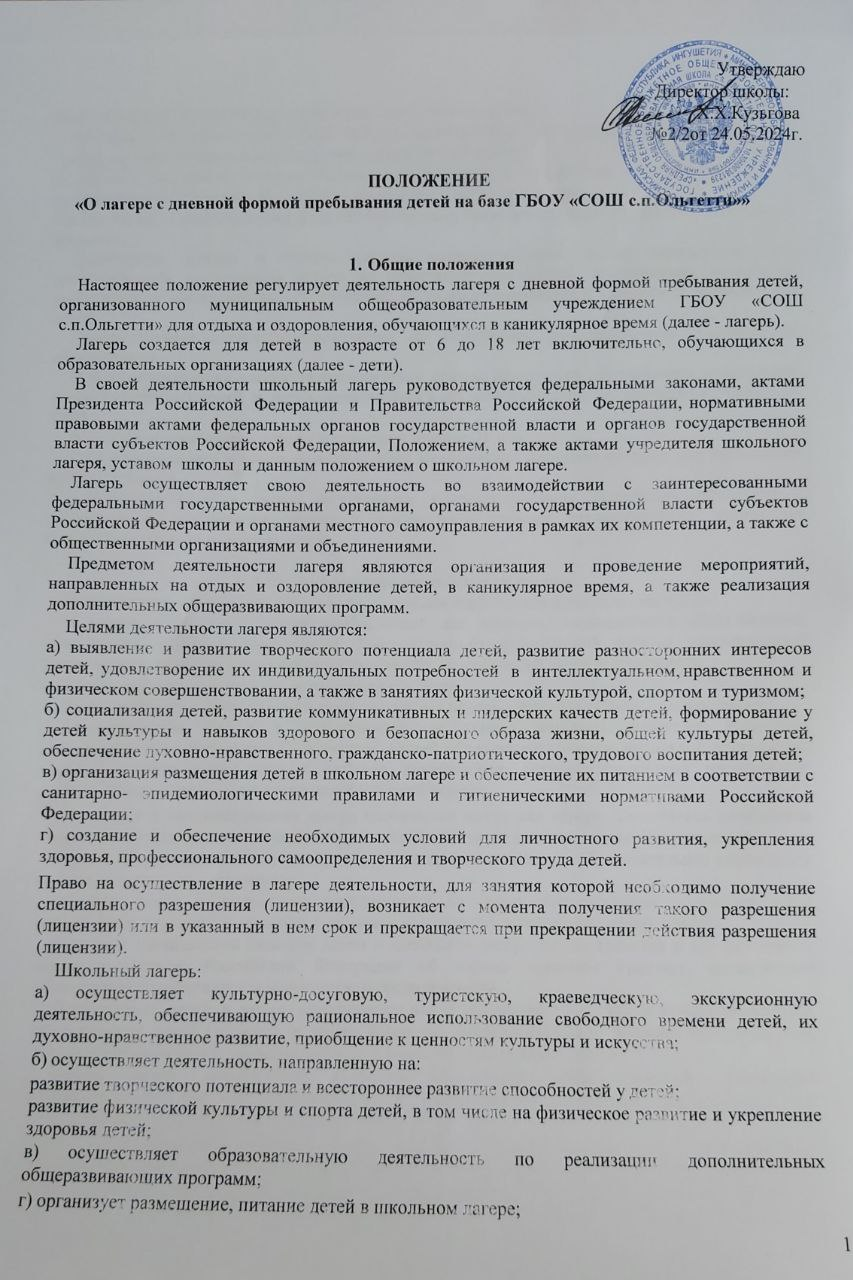 Утверждаю
Директор школы:
Х.Х.Кузьгова
№2/2от 24.05.2024г.
ПОЛОЖЕНИЕ
«О лагере с дневной формой пребывания детей на базе ГБОУ «СОШ с.п.Ольгетти»»
1. Общие положения
Настоящее положение регулирует деятельность лагеря с дневной формой пребывания детей,
организованного муниципальным общеобразовательным учреждением ГБОУ «СОШ
с.п.Ольгетти» для отдыха и оздоровления, обучающихся в каникулярное время (далее - лагерь).
Лагерь создается для детей в возрасте от 6 до 18 лет включительно, обучающихся в
образовательных организациях (далее - дети).
В своей деятельности школьный лагерь руководствуется федеральными законами, актами
Президента Российской Федерации и Правительства Российской Федерации, нормативными
правовыми актами федеральных органов государственной власти и органов государственной
власти субъектов Российской Федерации, Положением, а также актами учредителя школьного
лагеря, уставом школы и данным положением о школьном лагере.
Лагерь осуществляет свою деятельность во взаимодействии с заинтересованными
федеральными государственными органами, органами государственной власти субъектов
Российской Федерации и органами местного самоуправления в рамках их компетенции, а также с
общественными организациями и объединениями.
Предметом деятельности лагеря являются организация и проведение мероприятий,
направленных на отдых и оздоровление детей, в каникулярное время, а также реализация
дополнительных общеразвивающих программ.
Целями деятельности лагеря являются:
а) выявление и развитие творческого потенциала детей, развитие разносторонних интересов
детей, удовлетворение их индивидуальных потребностей в интеллектуальном, нравственном и
физическом совершенствовании, а также в занятиях физической культурой, спортом и туризмом;
б) социализация детей, развитие коммуникативных и лидерских качеств детей, формирование у
детей культуры и навыков здорового и безопасного образа жизни, общей культуры детей,
обеспечение духовно-нравственного, гражданско-патриотического, трудового воспитания детей;
в) организация размещения детей в школьном лагере и обеспечение их питанием в соответствии с
санитарно- эпидемиологическими правилами и гигиеническими нормативами Российской
Федерации;
г) создание и обеспечение необходимых условий для личностного развития, укрепления
здоровья, профессионального самоопределения и творческого труда детей.
Право на осуществление в лагере деятельности, для занятия которой необходимо получение
специального разрешения (лицензии), возникает с момента получения такого разрешения
(лицензии) или в указанный в нем срок и прекращается при прекращении действия разрешения
(лицензии).
Школьный лагерь:
а) осуществляет культурно-досуговую, туристскую, краеведческую, экскурсионную
деятельность, обеспечивающую рациональное использование свободного времени детей, их
духовно-нравственное развитие, приобщение к ценностям культуры и искусства;
б) осуществляет деятельность, направленную на:
развитие творческого потенциала и всестороннее развитие способностей у детей;
развитие физической культуры и спорта детей, в том числе на физическое развитие и укрепление
здоровья детей;
в) осуществляет образовательную деятельность по реализации дополнительных
общеразвивающих программ;
г) организует размещение, питание детей в школьном лагере;
1